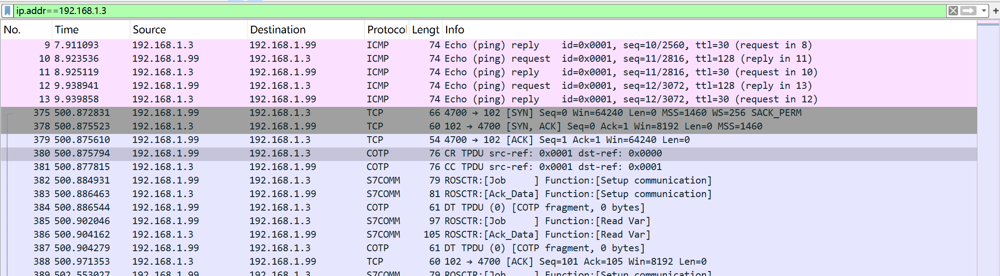 ip.addr==192.168.1.3
No. Time Source Destination Protocol Lengt Info
9 7.911093 192.168.1.3 192.168.1.99 ICMP 74 Echo (ping) reply id=0x0001, seq=10/2560, ttl=30 (request in 8)
10 8.923536 192.168.1.99 192.168.1.3 ICMP 74 Echo (ping) request id=0x0001, seq=11/2816, ttl=128 (reply in 11)
11 8.925119 192.168.1.3 192.168.1.99 ICMP 74 Echo (ping) reply id=0x0001, seq=11/2816, ttl=30 (request in 10)
12 9.938941 192.168.1.99 192.168.1.3 ICMP 74 Echo (ping) request id=0x0001, seq=12/3072, ttl=128 (reply in 13)
13 9.939858 192.168.1.3 192.168.1.99 ICMP 74 Echo (ping) reply id=0x0001, seq=12/3072, ttl=30 (request in 12)
375 500.872831 192.168.1.99 192.168.1.3 TCP 66 4700 → 102 [SYN] Seq=0 Win=64240 Len=0 MSS=1460 WS=256 SACK_PERM
378 500.875523 192.168.1.3 192.168.1.99 TCP 60 102 → 4700 [SYN, ACK] Seq=0 Ack=1 Win=8192 Len=0 MSS=1460
379 500.875610 192.168.1.99 192.168.1.3 TCP 54 4700 → 102 [ACK] Seq=1 Ack=1 Win=64240 Len=0
380 500.875794 192.168.1.99 192.168.1.3 COTP 76 CR TPDU src-ref: 0x0001 dst-ref: 0x0000
381 500.877815 192.168.1.3 192.168.1.99 COTP 76 CC TPDU src-ref: 0x0001 dst-ref: 0x0001
382 500.884931 192.168.1.99 192.168.1.3 S7COMM 79 ROSCTR:[Job ] Function:[Setup communication]
383 500.886463 192.168.1.3 192.168.1.99 S7COMM 81 ROSCTR:[Ack_Data] Function:[Setup communication]
384 500.886544 192.168.1.99 192.168.1.3 COTP 61 DT TPDU (0) [COTP fragment, 0 bytes]
385 500.902046 192.168.1.99 192.168.1.3 S7COMM 97 ROSCTR:[Job ] Function:[Read Var]
386 500.904162 192.168.1.3 192.168.1.99 S7COMM 105 ROSCTR:[Ack_Data] Function:[Read Var]
387 500.904279 192.168.1.99 192.168.1.3 COTP 61 DT TPDU (0) [COTP fragment, 0 bytes]
388 500.971353 192.168.1.3 192.168.1.99 TCP 60 102 → 4700 [ACK] Seq=101 Ack=105 Win=8192 Len=0
389 502.553027 192.168.1.99 192.168.1.3 S7COMM 79 ROSCTR:[Job ] Function:[Setup communication]